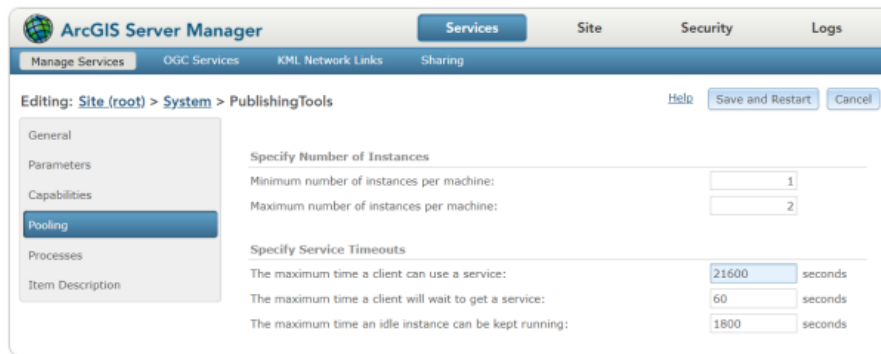 ArcGIS Server Manager Services Site Security Logs
Manage Services OGC Services KML Network Links Sharing
Editing: Site (root) > System > PublishingTools Help Save and Restart Cancel
General
Parameters
Capabilities
Pooling
Processes
Item Description
Specify Number of Instances
Minimum number of instances per machine: 1
Maximum number of instances per machine: 2
Specify Service Timeouts
The maximum time a client can use a service: 21600 seconds
The maximum time a client will wait to get a service: 60 seconds
The maximum time an idle instance can be kept running: 1800 seconds